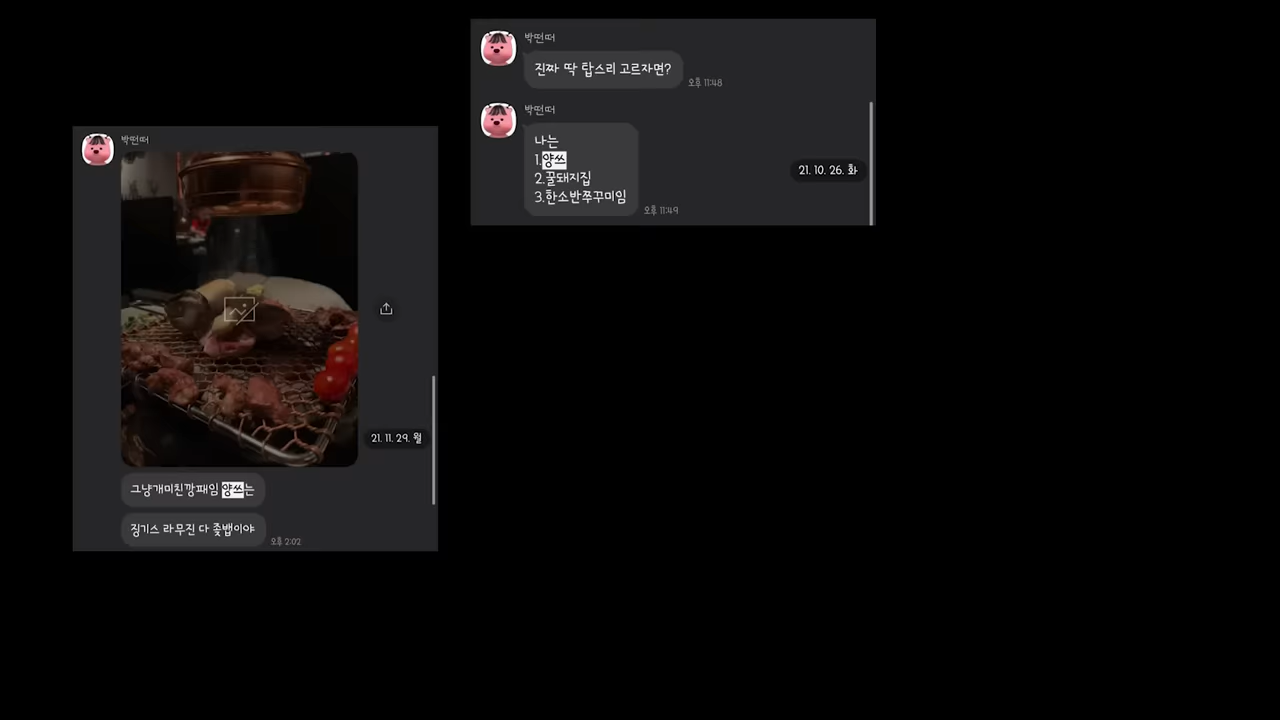 박떤떠
21. 11. 29. 월
그냥개미친깡패임 양쓰는
징기스 라무진 다 좆밥이야
오후 2:02
박떤떠
진짜 딱 탑스리 고르자면?
오후 11:48
박떤떠
나는
1.양쓰
2.꿀돼지집
3.한소반쭈꾸미임
오후 11:49
21. 10. 26. 화